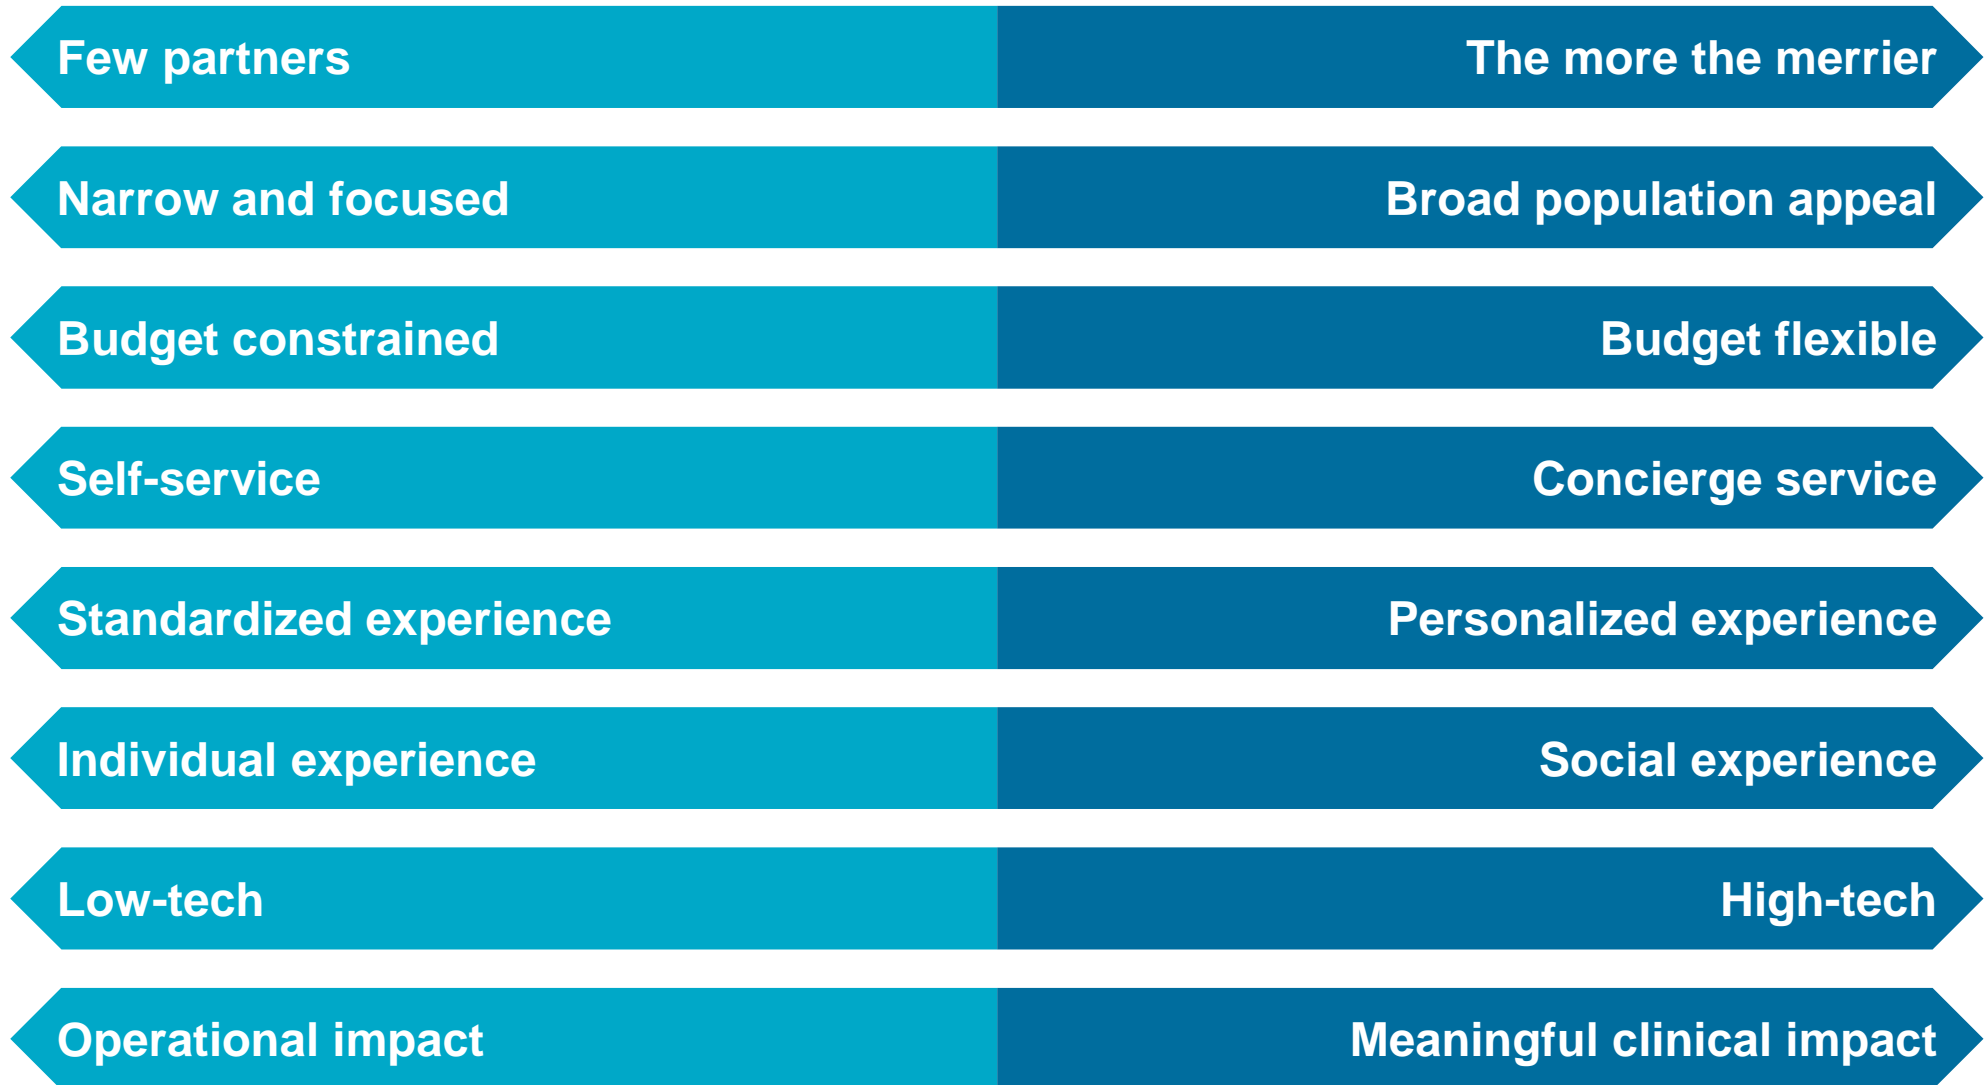 Few partners
The more the merrier
Narrow and focused
Broad population appeal
Budget constrained
Budget flexible
Self-service
Concierge service
Standardized experience
Personalized experience
Individual experience
Social experience
Low-tech
High-tech
Operational impact
Meaningful clinical impact